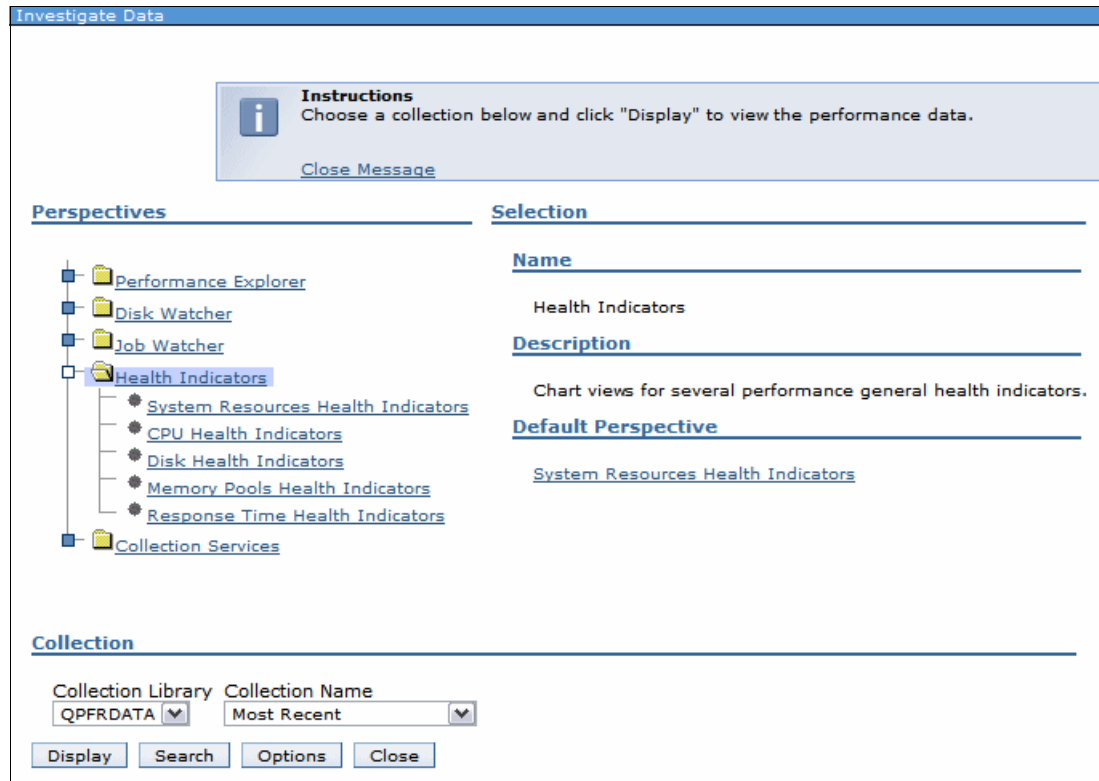 Investigate Data
Instructions
Choose a collection below and click "Display" to view the performance data.
Close Message
Perspectives
Performance Explorer
Disk Watcher
Job Watcher
Health Indicators
System Resources Health Indicators
CPU Health Indicators
Disk Health Indicators
Memory Pools Health Indicators
Response Time Health Indicators
Collection Services
Selection
Name
Health Indicators
Description
Chart views for several performance general health indicators.
Default Perspective
System Resources Health Indicators
Collection
Collection Library Collection Name
QPFRDATA Most Recent
Display Search Options Close